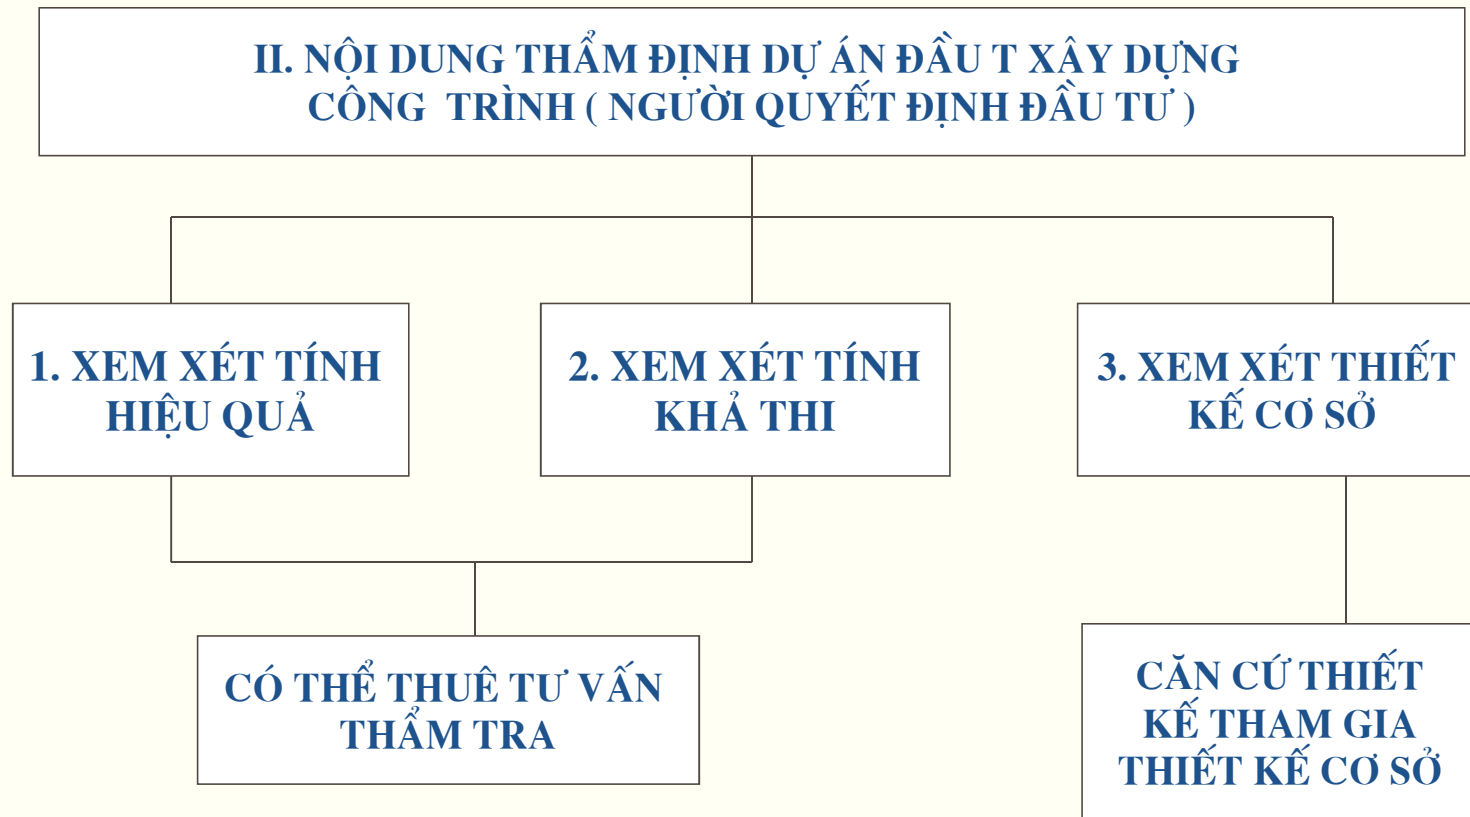 II. NỘI DUNG THẨM ĐỊNH DỰ ÁN ĐẦU T XÂY DỰNG
CÔNG TRÌNH ( NGƯỜI QUYẾT ĐỊNH ĐẦU TƯ )
1. XEM XÉT TÍNH
HIỆU QUẢ
2. XEM XÉT TÍNH
KHẢ THI
3. XEM XÉT THIẾT
KẾ CƠ SỞ
CÓ THỂ THUÊ TƯ VẤN
THẨM TRA
CĂN CỨ THIẾT
KẾ THAM GIA
THIẾT KẾ CƠ SỞ